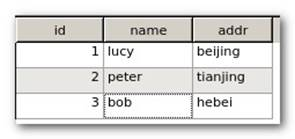 id name addr
1 lucy beijing
2 peter tianjing
3 bob hebei